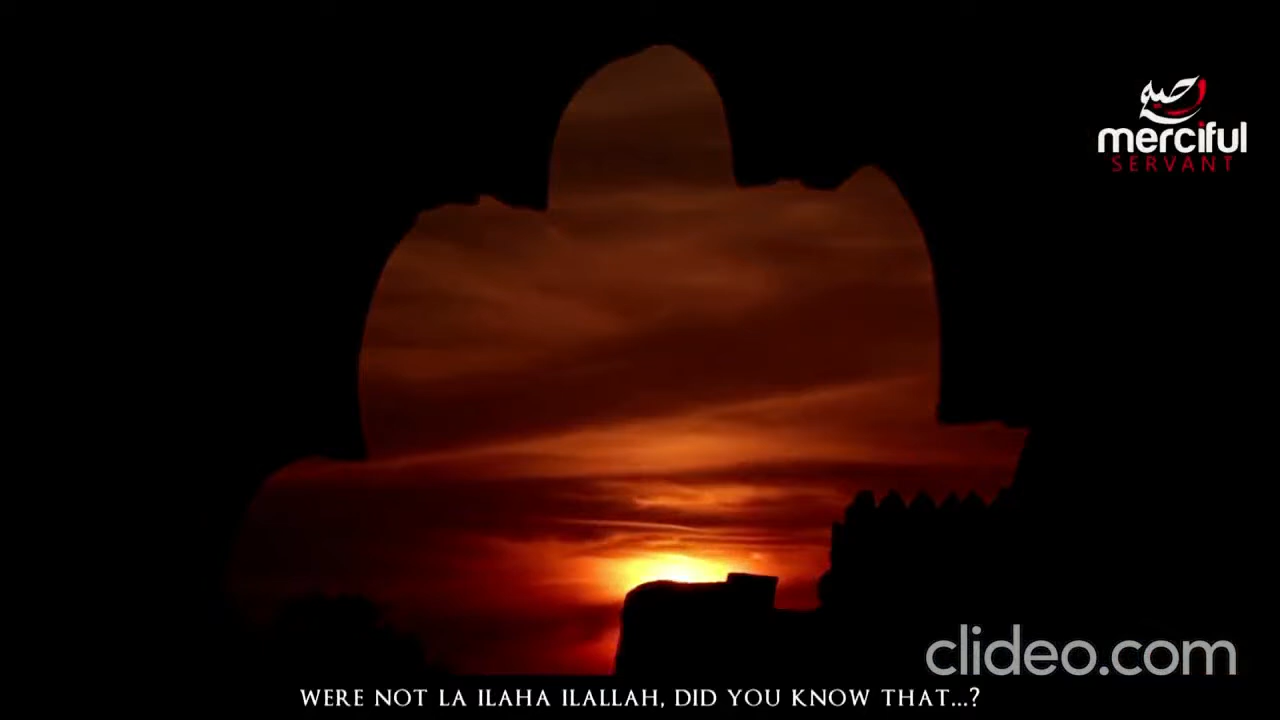 merciful
SERVANT
clideo.com
WERE NOT LA ILAHA ILALLAH, DID YOU KNOW THAT...?